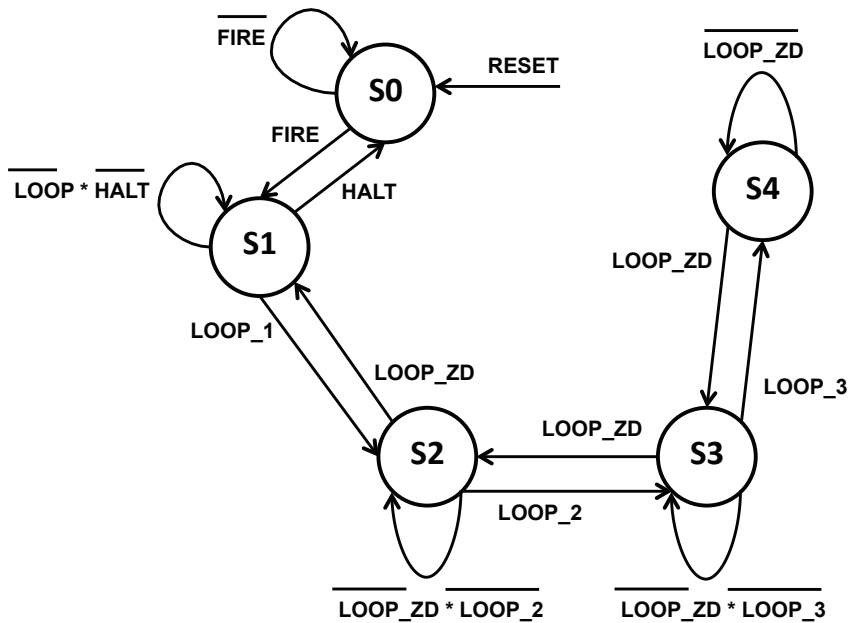 FIRE
LOOP_ZD
RESET
S0
FIRE
LOOP * HALT
HALT
S4
S1
LOOP_ZD
LOOP_1
LOOP_ZD
LOOP_3
LOOP_ZD
S2
S3
LOOP_2
LOOP_ZD * LOOP_2
LOOP_ZD * LOOP_3